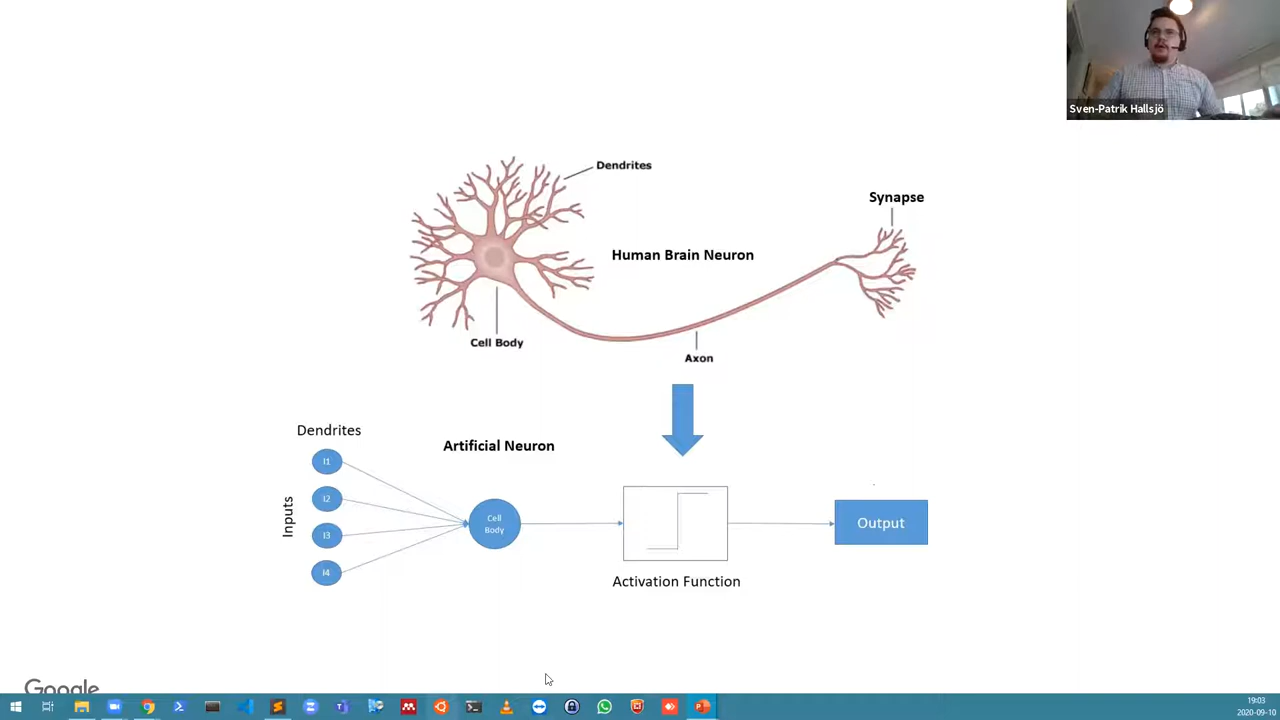 Sven-Patrik Hallsjö
Dendrites
Synapse
Human Brain Neuron
Cell Body
Axon
Dendrites
Artificial Neuron
Inputs
I1
I2
I3
I4
Cell
Body
Output
Activation Function
Google
19:03
2020-09-10